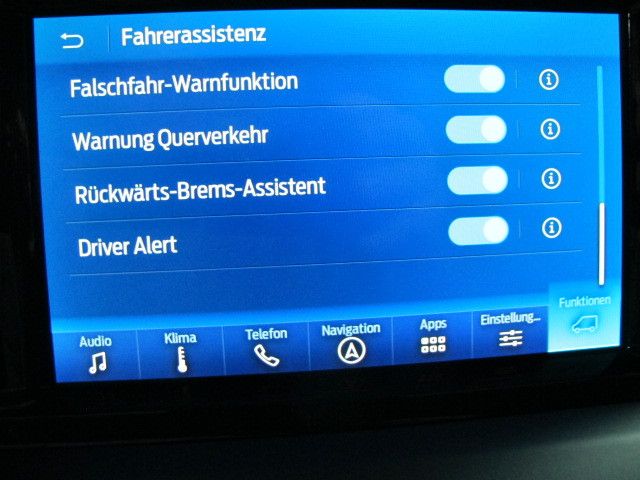 Fahrerassistenz
Falschfahr-Warnfunktion
Warnung Querverkehr
Rückwärts-Brems-Assistent
Driver Alert
Audio
Klima
Telefon
Navigation
Apps
Einstellung...
Funktionen